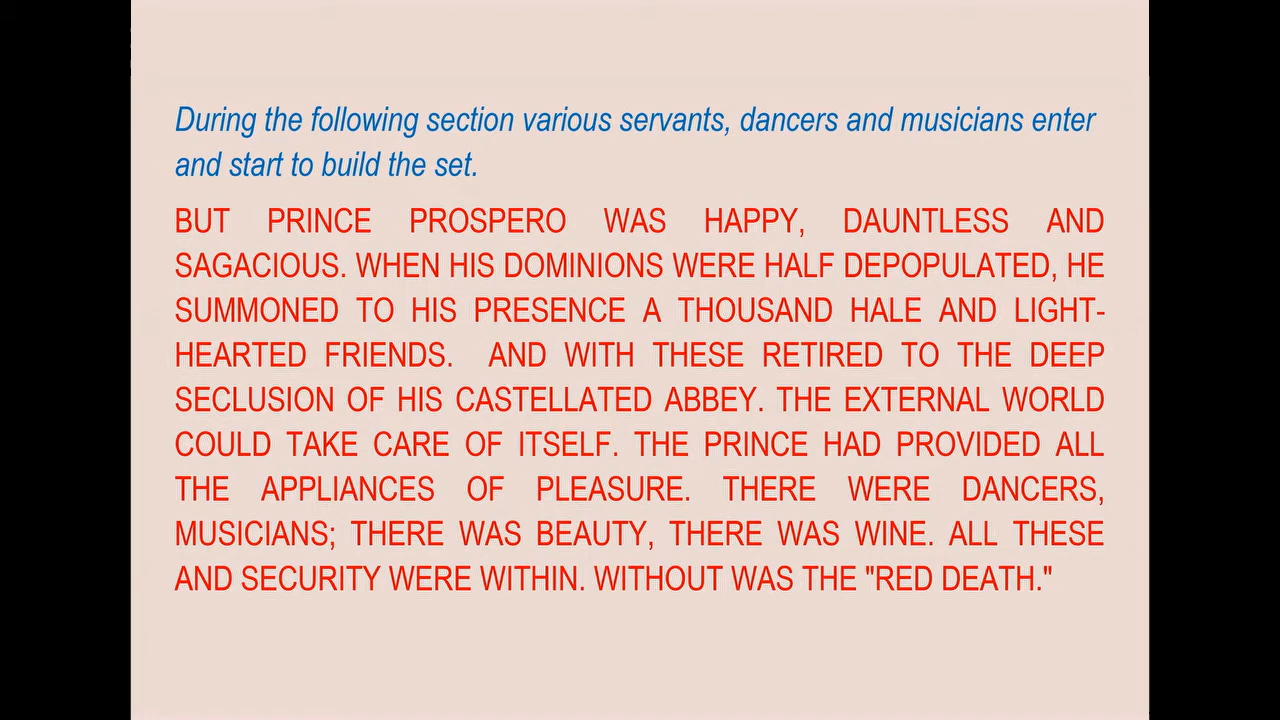 During the following section various servants, dancers and musicians enter
and start to build the set.
BUT PRINCE PROSPERO WAS HAPPY, DAUNTLESS AND
SAGACIOUS. WHEN HIS DOMINIONS WERE HALF DEPOPULATED, HE
SUMMONED TO HIS PRESENCE A THOUSAND HALE AND LIGHT-
HEARTED FRIENDS. AND WITH THESE RETIRED TO THE DEEP
SECLUSION OF HIS CASTELLATED ABBEY. THE EXTERNAL WORLD
COULD TAKE CARE OF ITSELF. THE PRINCE HAD PROVIDED ALL
THE APPLIANCES OF PLEASURE. THERE WERE DANCERS,
MUSICIANS; THERE WAS BEAUTY, THERE WAS WINE. ALL THESE
AND SECURITY WERE WITHIN. WITHOUT WAS THE "RED DEATH."